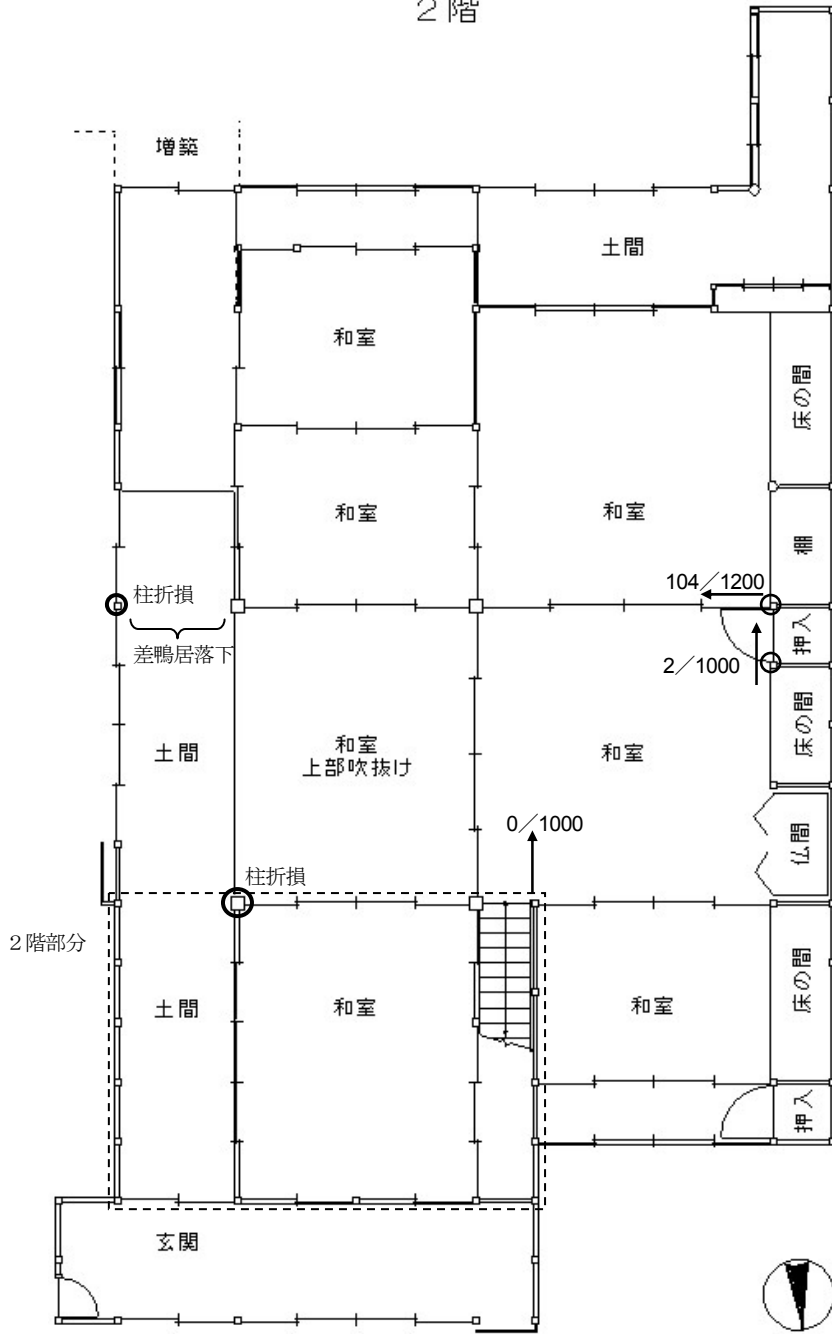 ２階
増築
土間
和室
床の間
和室
和室
棚
104／1200
柱折損
差鴨居落下
押入
2／1000
床の間
土間
和室
上部吹抜け
和室
0／1000
仏間
柱折損
２階部分
土間
和室
和室
床の間
押入
玄関